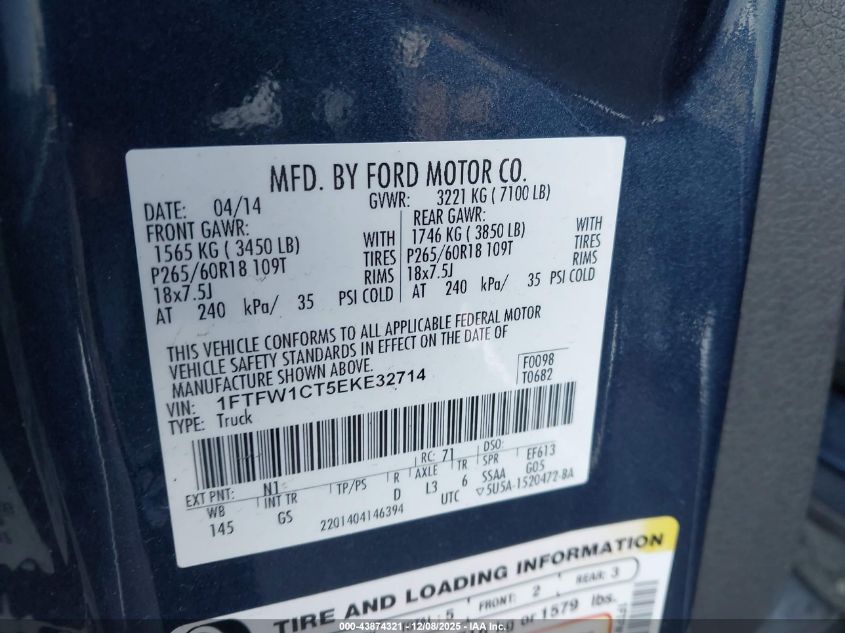 MFD. BY FORD MOTOR CO.
DATE: 04/14 GVWR: 3221 KG ( 7100 LB)
FRONT GAWR: REAR GAWR:
1565 KG ( 3450 LB) WITH 1746 KG ( 3850 LB) WITH
P265/60R18 109T TIRES P265/60R18 109T TIRES
18x7.5J RIMS 18x7.5J RIMS
AT 240 kPa/ 35 PSI COLD AT 240 kPa/ 35 PSI COLD
THIS VEHICLE CONFORMS TO ALL APPLICABLE FEDERAL MOTOR
VEHICLE SAFETY STANDARDS IN EFFECT ON THE DATE OF
MANUFACTURE SHOWN ABOVE.
VIN: 1FTFW1CT5EKE32714 F0098
TYPE: Truck T0682
EXT PNT: N1 RC: 71 DSO:
WB INT TR TP/PS R AXLE TR SPR EF613
145 GS D L3 6 SSAA G05
2201404146394 UTC ▽5U5A-1520472-BA
TIRE AND LOADING INFORMATION
5 FRONT: 2 REAR: 3
or 1579 lbs.
000-43874321 - 12/08/2025 - IAAI